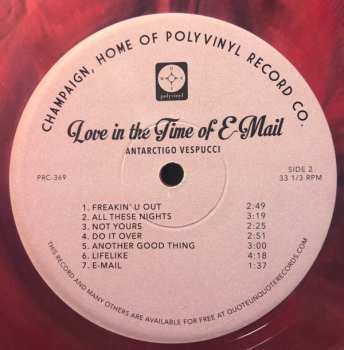 CHAMPAIGN, HOME OF POLYVINYL RECORD CO.
polyvinyl
Love in the Time of E-Mail
ANTARCTIGO VESPUCCI
PRC-369
SIDE 2
33 1/3 RPM
1. FREAKIN' U OUT 2:49
2. ALL THESE NIGHTS 3:19
3. NOT YOURS 2:25
4. DO IT OVER 2:51
5. ANOTHER GOOD THING 3:00
6. LIFELIKE 4:18
7. E-MAIL 1:37
THIS RECORD AND MANY OTHERS ARE AVAILABLE FOR FREE AT QUOTEUNQUOTERECORDS.COM